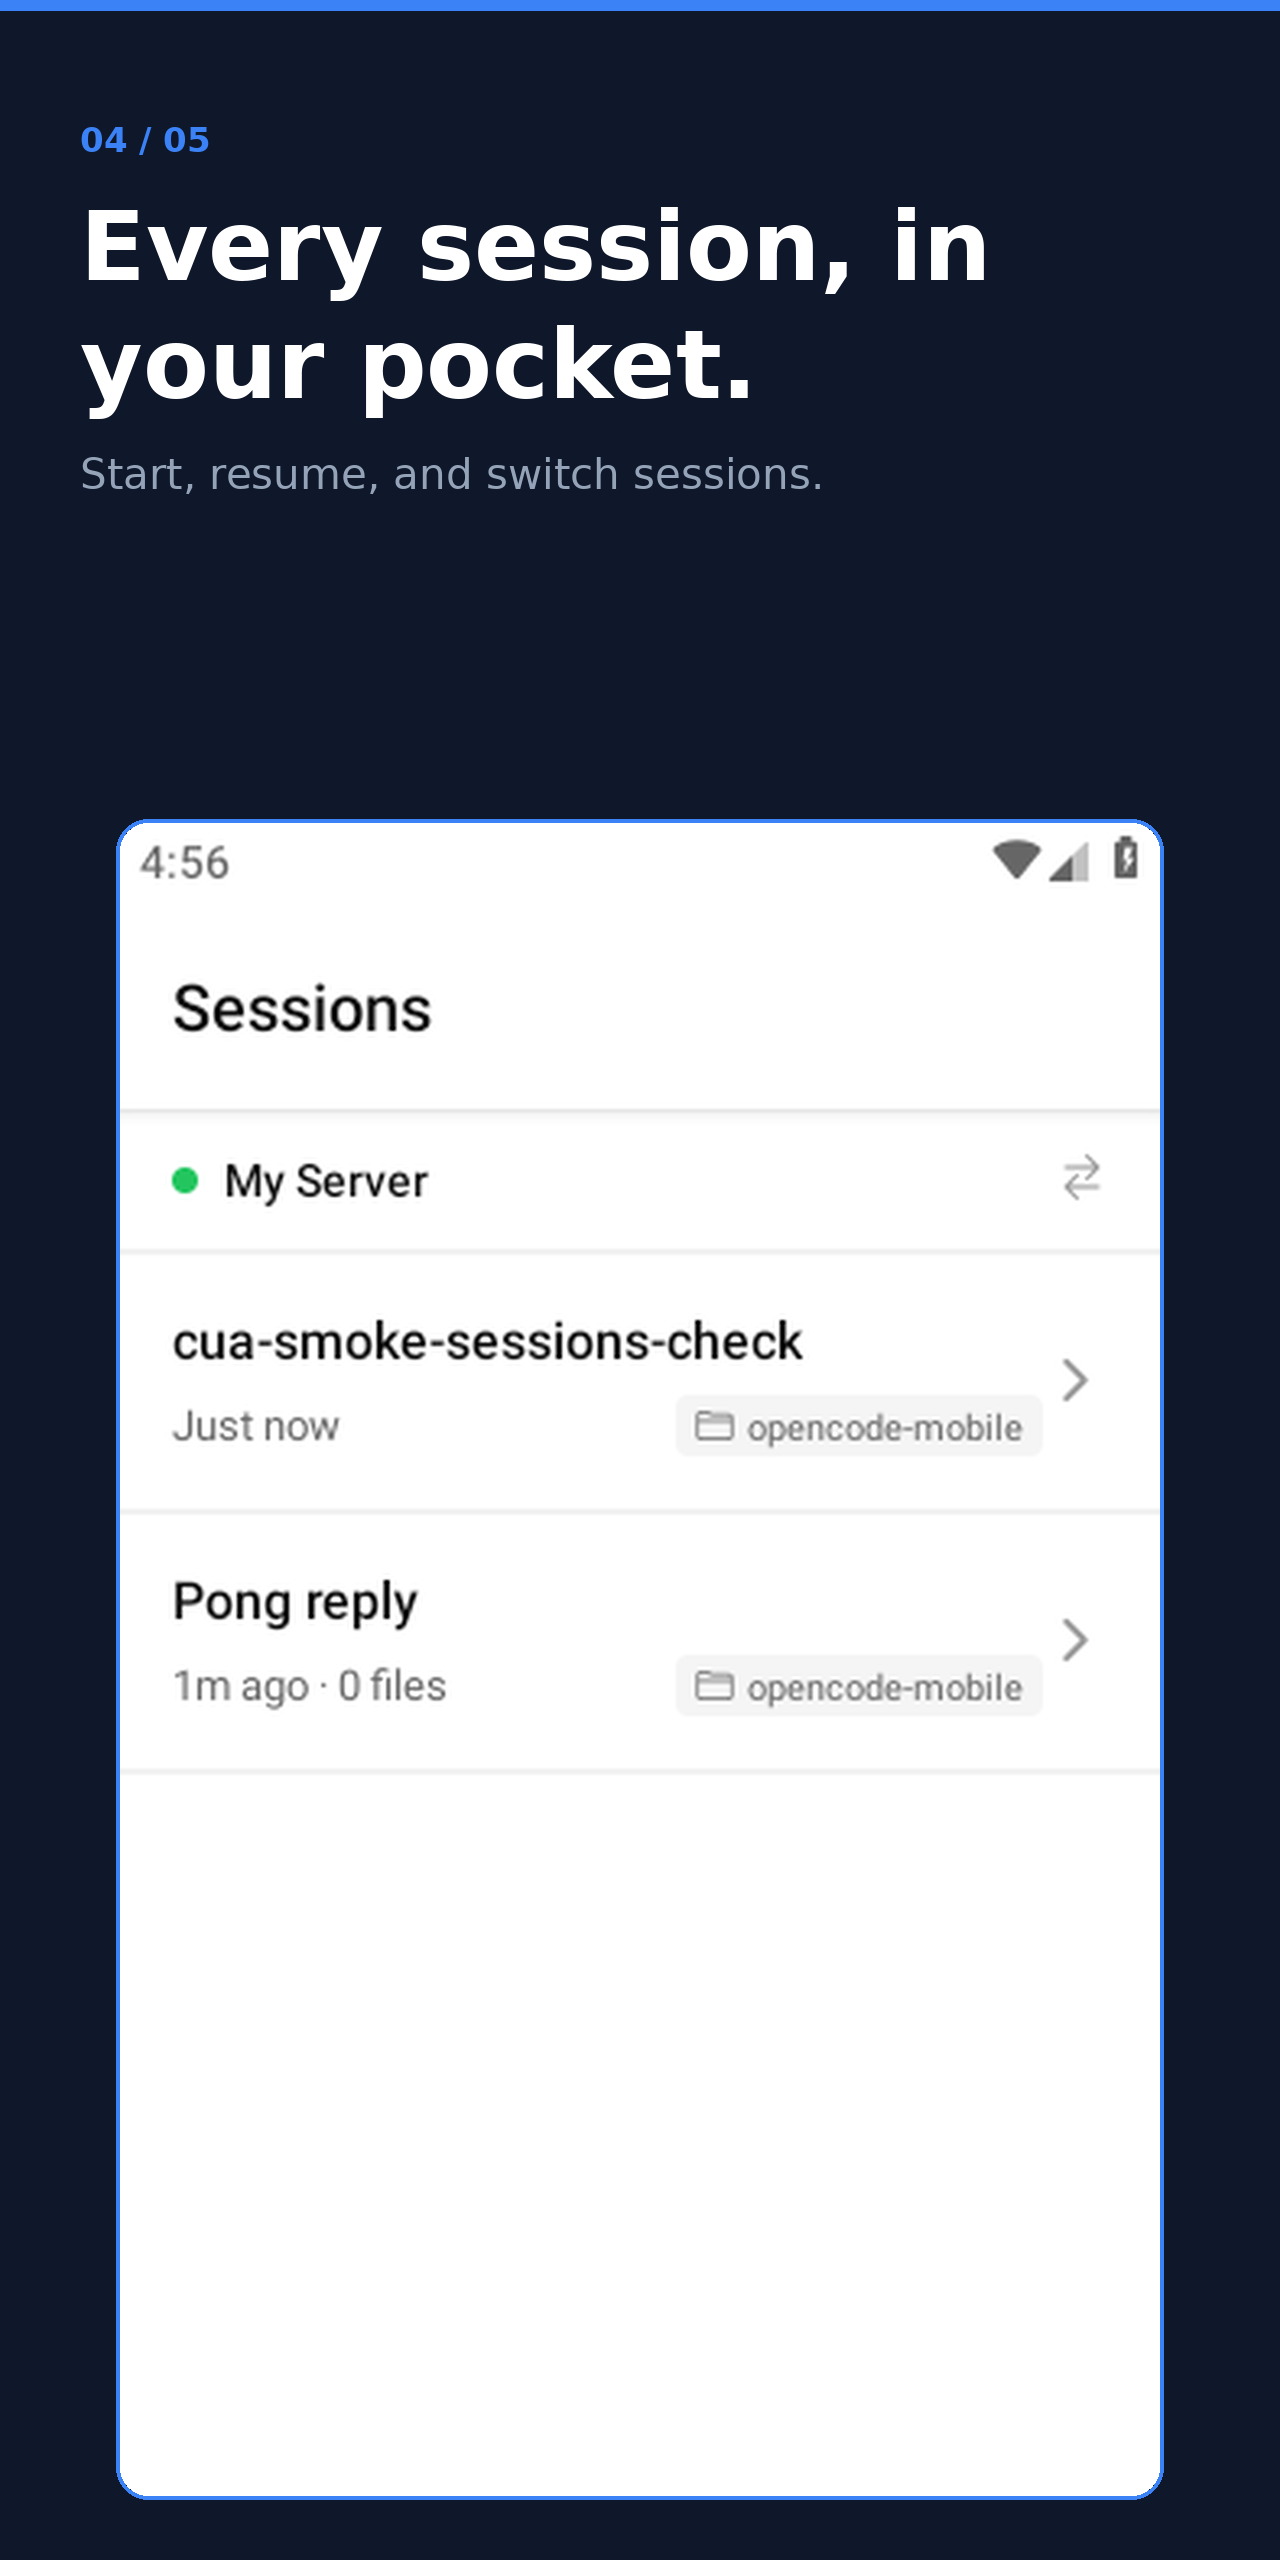 04 / 05
Every session, in
your pocket.
Start, resume, and switch sessions.
4:56
Sessions
My Server
cua-smoke-sessions-check
Just now
opencode-mobile
Pong reply
1m ago · 0 files
opencode-mobile